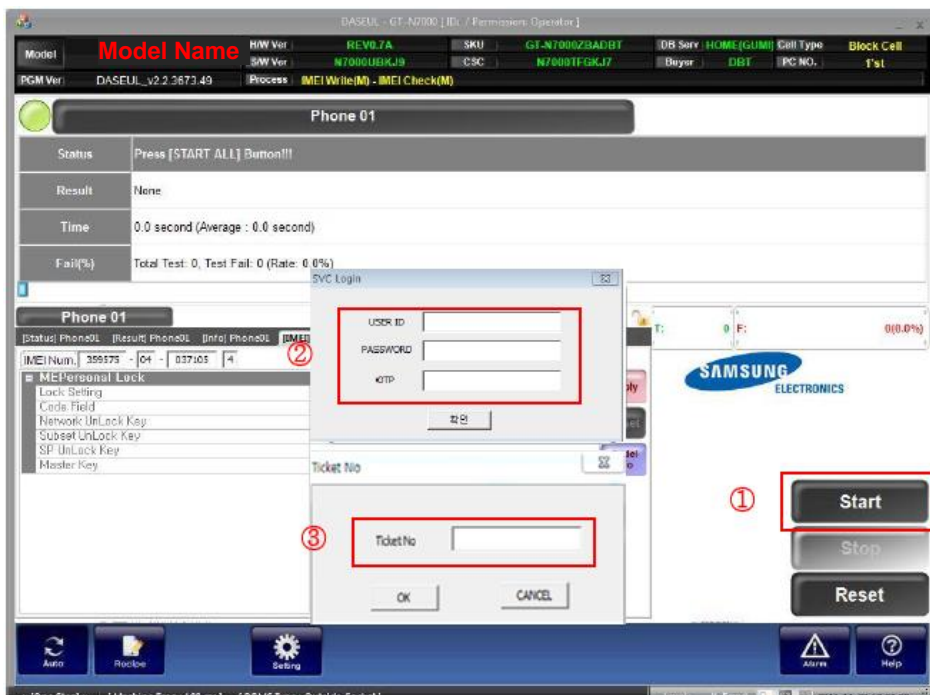 DASEUL - GT-N7000 [ ID: / Permission: Operator ]
Model
Model Name
H/W Ver
REV0.7A
SKU
GT-N7000ZBADBT
DB Serv
HOME(GUMI)
Cell Type
Block Cell
S/W Ver
N7000UBKJ9
CSC
N7000TFGKJ7
Buyer
DBT
PC NO.
1'st
PGM Ver
DASEUL_v2.2.3673.49
Process
IMEI Write(M) - IMEI Check(M)
Phone 01
Status
Press [START ALL] Button!!!
Result
None
Time
0.0 second (Average : 0.0 second)
Fail(%)
Total Test: 0, Test Fail: 0 (Rate: 0.0%)
SVC Login
USER ID
② PASSWORD
OTP
확인
Phone 01
[Status] Phone01 [Result] Phone01 [Info] Phone01
IMEI Num. 359575 - 04 - 037105 4
MEPersonal Lock
Lock Setting
Code Field
Network UnLock Key
Subset UnLock Key
SP UnLock Key
Master Key
T: 0 F: 0(0.0%)
SAMSUNG
ELECTRONICS
Ticket No
③ Ticket No
OK
CANCEL
① Start
Stop
Reset
Auto
Recipe
Setting
Alarm
Help